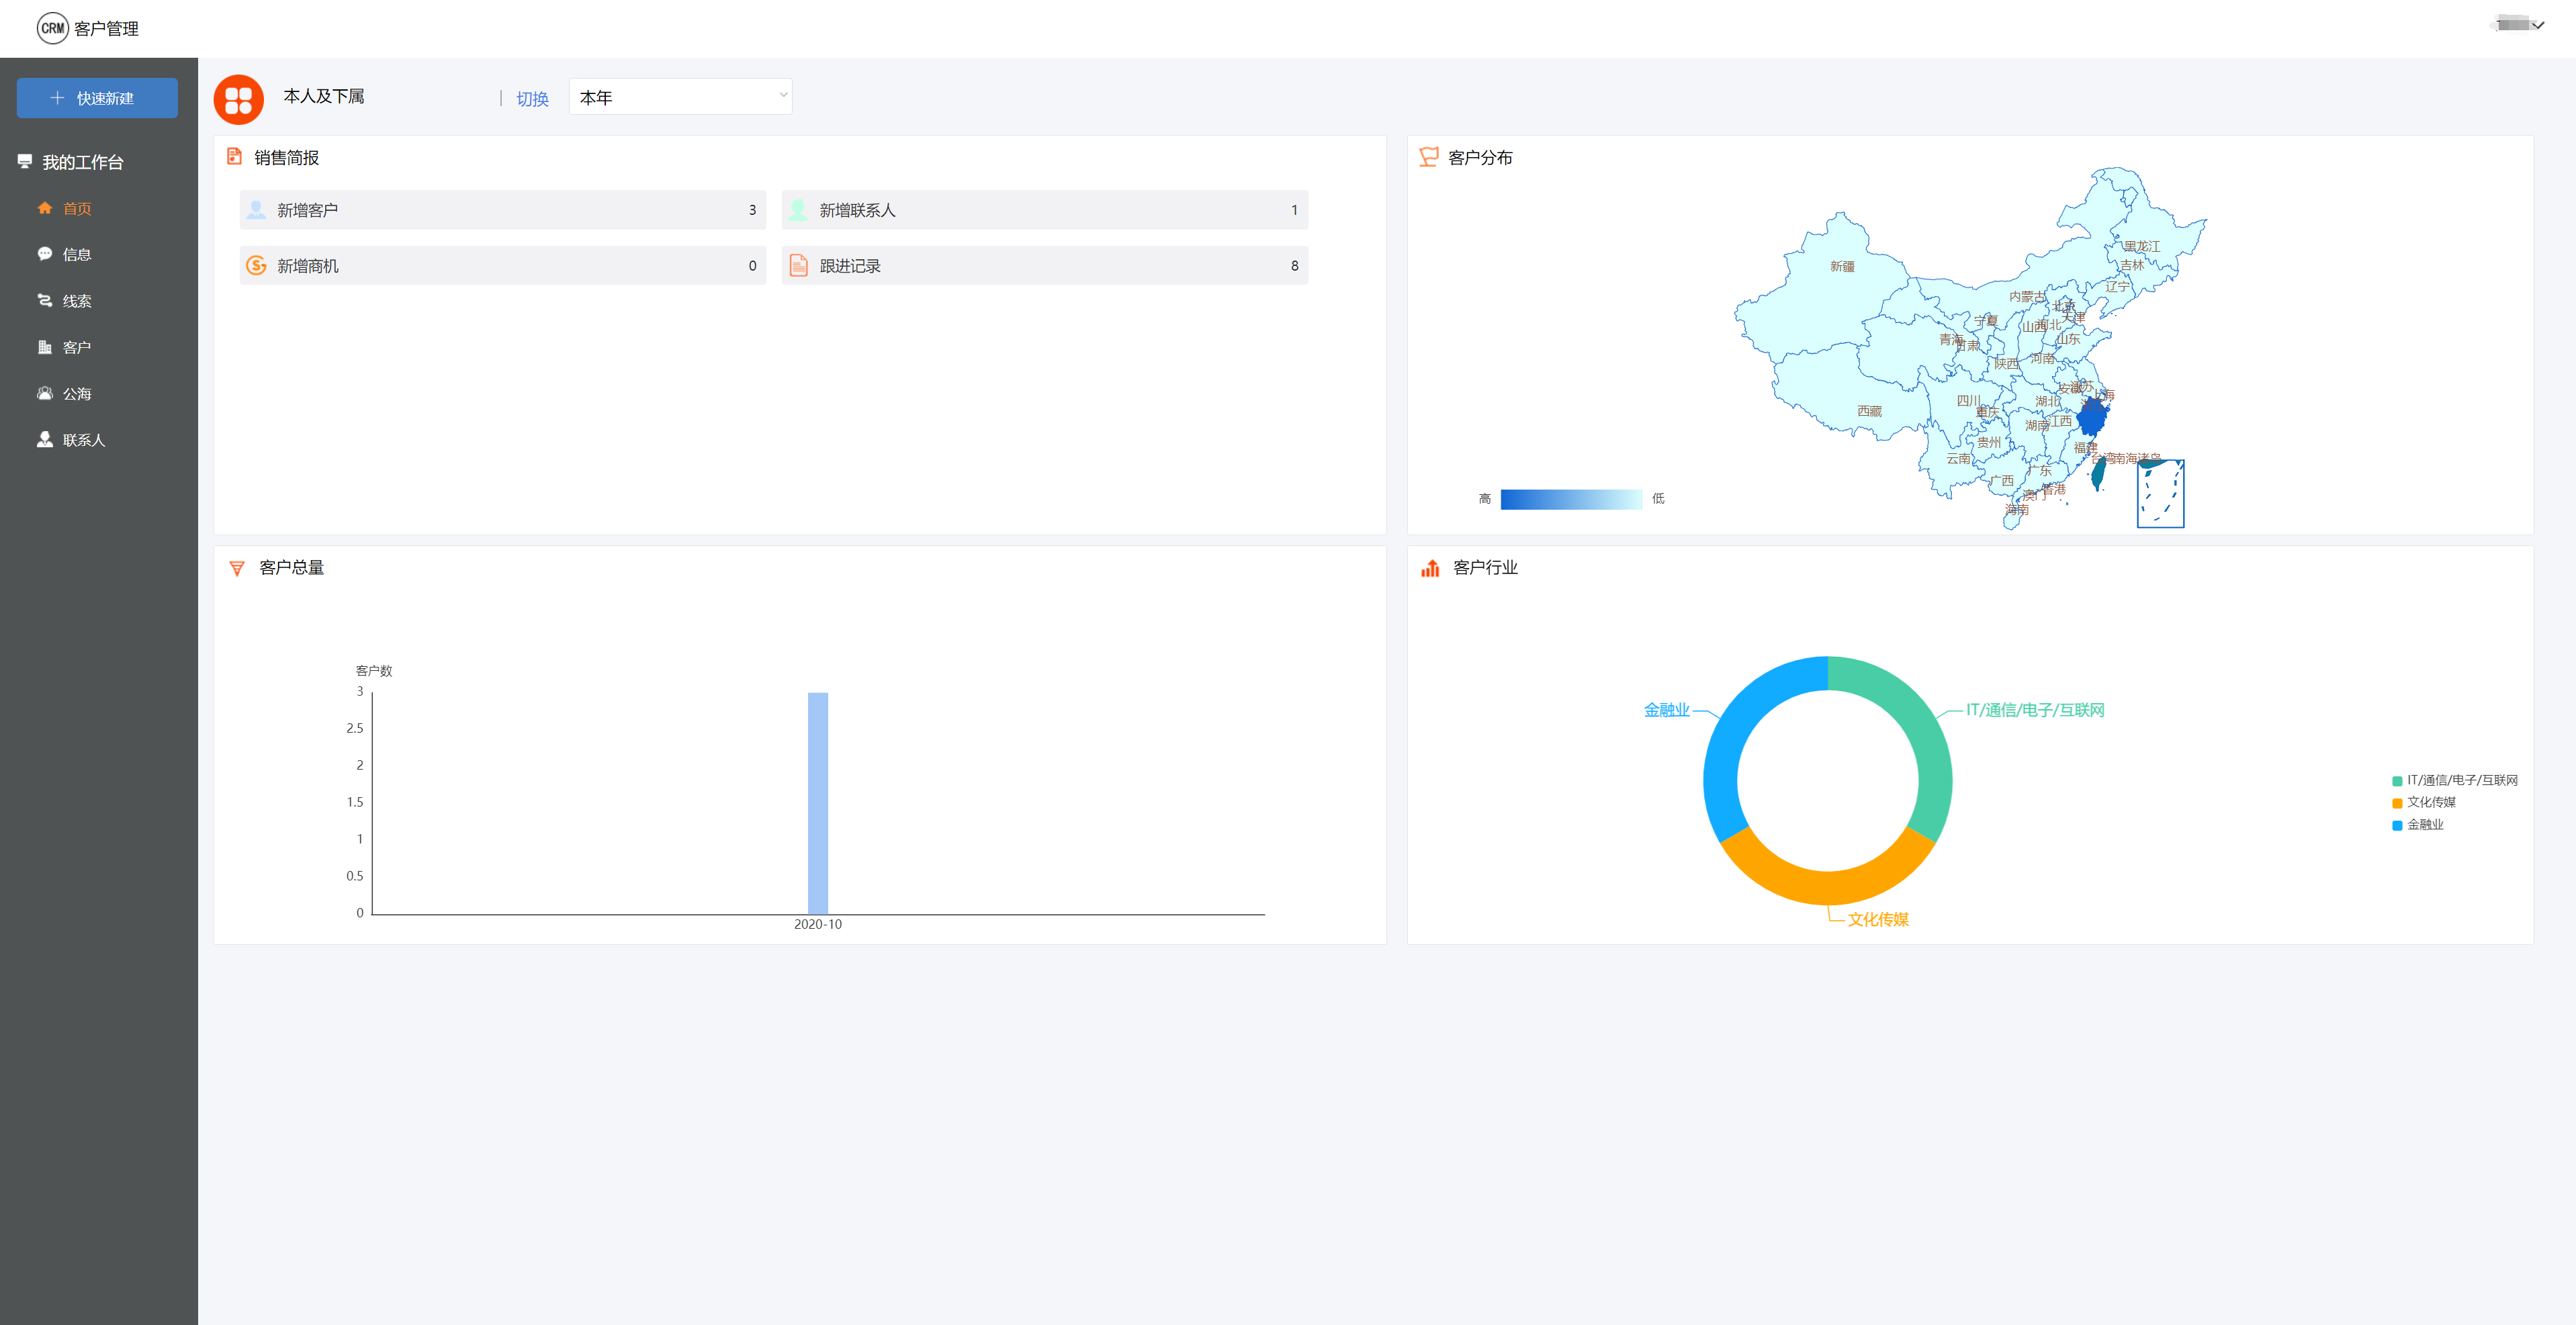 CRM 客户管理
快速新建
我的工作台
首页
信息
线索
客户
公海
联系人
本人及下属
切换
本年
销售简报
新增客户 3
新增联系人 1
新增商机 0
跟进记录 8
客户分布
黑龙江
新疆
吉林
辽宁
内蒙古
北京
天津
宁夏
山西
河北
青海
甘肃
山东
陕西
河南
安徽
江苏
上海
四川
湖北
西藏
重庆
湖南
江西
贵州
福建
云南
台湾
南海诸岛
广东
广西
香港
澳门
海南
高
低
客户总量
客户数
3
2.5
2
1.5
1
0.5
0
2020-10
客户行业
金融业
IT/通信/电子/互联网
文化传媒
IT/通信/电子/互联网
文化传媒
金融业